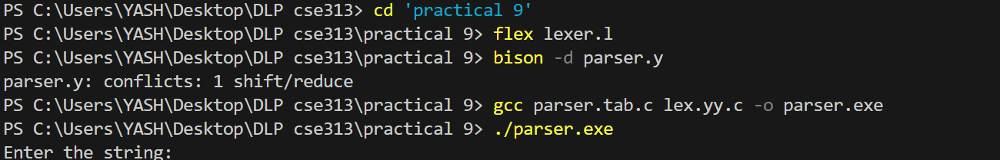 PS C:\Users\YASH\Desktop\DLP cse313> cd 'practical 9'
PS C:\Users\YASH\Desktop\DLP cse313\practical 9> flex lexer.l
PS C:\Users\YASH\Desktop\DLP cse313\practical 9> bison -d parser.y
parser.y: conflicts: 1 shift/reduce
PS C:\Users\YASH\Desktop\DLP cse313\practical 9> gcc parser.tab.c lex.yy.c -o parser.exe
PS C:\Users\YASH\Desktop\DLP cse313\practical 9> ./parser.exe
Enter the string: